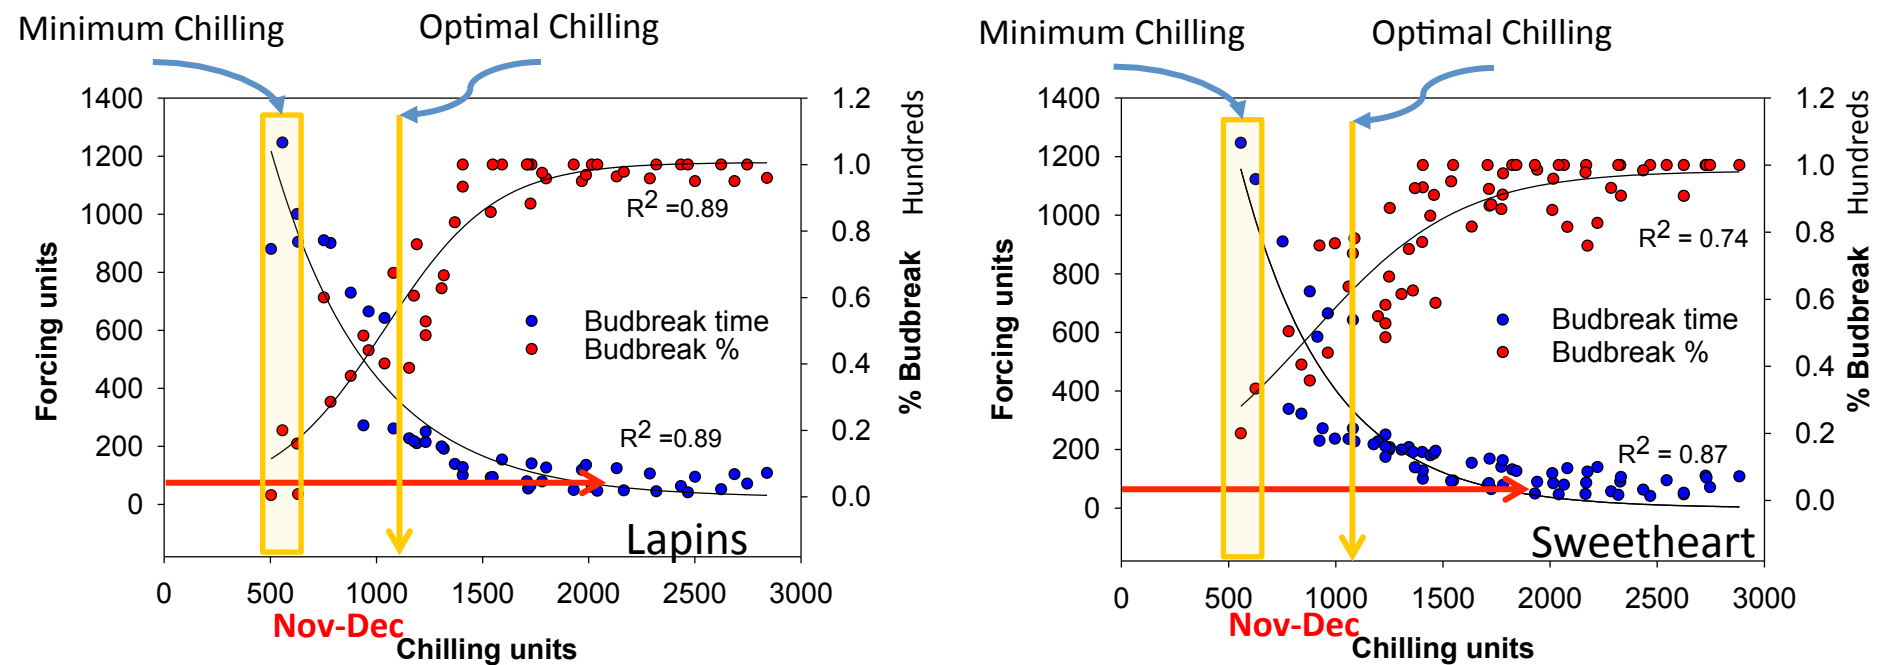 Minimum Chilling
Optimal Chilling
1400
1200
1000
800
600
400
200
0
Forcing units
1.2
1.0
0.8
0.6
0.4
0.2
0.0
% Budbreak Hundreds
R² =0.89
Budbreak time
Budbreak %
R² =0.89
Lapins
0 500 1000 1500 2000 2500 3000
Nov-Dec
Chilling units
Minimum Chilling
Optimal Chilling
1400
1200
1000
800
600
400
200
0
Forcing units
1.2
1.0
0.8
0.6
0.4
0.2
0.0
% Budbreak Hundreds
R² = 0.74
Budbreak time
Budbreak %
R² = 0.87
Sweetheart
0 500 1000 1500 2000 2500 3000
Nov-Dec
Chilling units